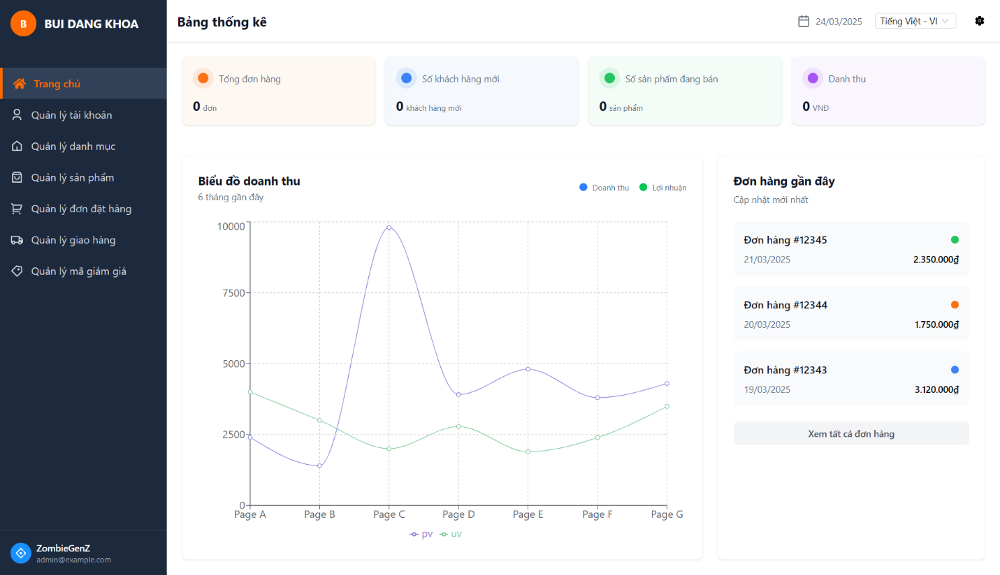 B BUI DANG KHOA
Trang chủ
Quản lý tài khoản
Quản lý danh mục
Quản lý sản phẩm
Quản lý đơn đặt hàng
Quản lý giao hàng
Quản lý mã giảm giá
ZombieGenZ
admin@example.com
Bảng thống kê
24/03/2025
Tiếng Việt - VI
Tổng đơn hàng
0 đơn
Số khách hàng mới
0 khách hàng mới
Số sản phẩm đang bán
0 sản phẩm
Danh thu
0 VNĐ
Biểu đồ doanh thu
6 tháng gần đây
Doanh thu
Lợi nhuận
10000
7500
5000
2500
0
Page A
Page B
Page C
Page D
Page E
Page F
Page G
pv
uv
Đơn hàng gần đây
Cập nhật mới nhất
Đơn hàng #12345
21/03/2025
2.350.000₫
Đơn hàng #12344
20/03/2025
1.750.000₫
Đơn hàng #12343
19/03/2025
3.120.000₫
Xem tất cả đơn hàng